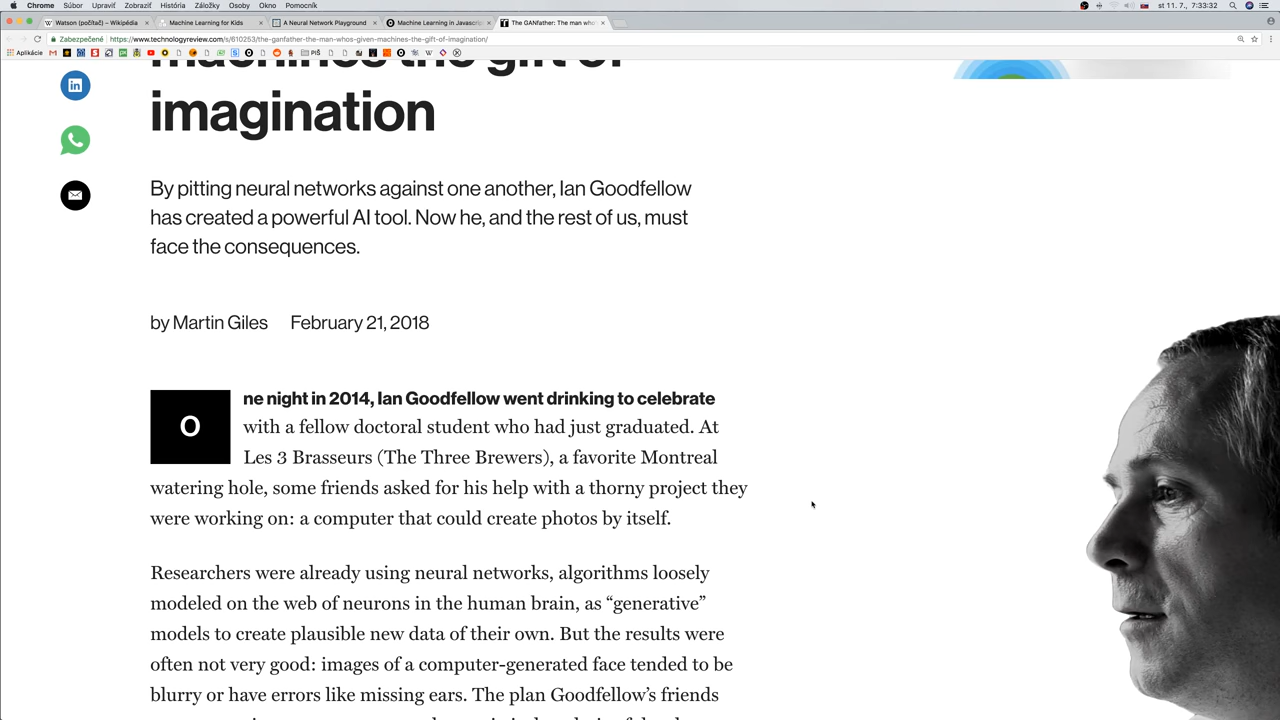 Chrome Súbor Upraviť Zobraziť História Záložky Osoby Okno Pomocník st 11. 7., 7:33:32
Watson (počítač) – Wikipédia Machine Learning for Kids A Neural Network Playground Machine Learning in Javascrip The GANfather: The man who
Zabezpečené https://www.technologyreview.com/s/610253/the-ganfather-the-man-whos-given-machines-the-gift-of-imagination/
Aplikácie PIŠ
machines the gift of
imagination
By pitting neural networks against one another, Ian Goodfellow
has created a powerful AI tool. Now he, and the rest of us, must
face the consequences.
by Martin Giles February 21, 2018
One night in 2014, Ian Goodfellow went drinking to celebrate
with a fellow doctoral student who had just graduated. At
Les 3 Brasseurs (The Three Brewers), a favorite Montreal
watering hole, some friends asked for his help with a thorny project they
were working on: a computer that could create photos by itself.
Researchers were already using neural networks, algorithms loosely
modeled on the web of neurons in the human brain, as “generative”
models to create plausible new data of their own. But the results were
often not very good: images of a computer-generated face tended to be
blurry or have errors like missing ears. The plan Goodfellow’s friends